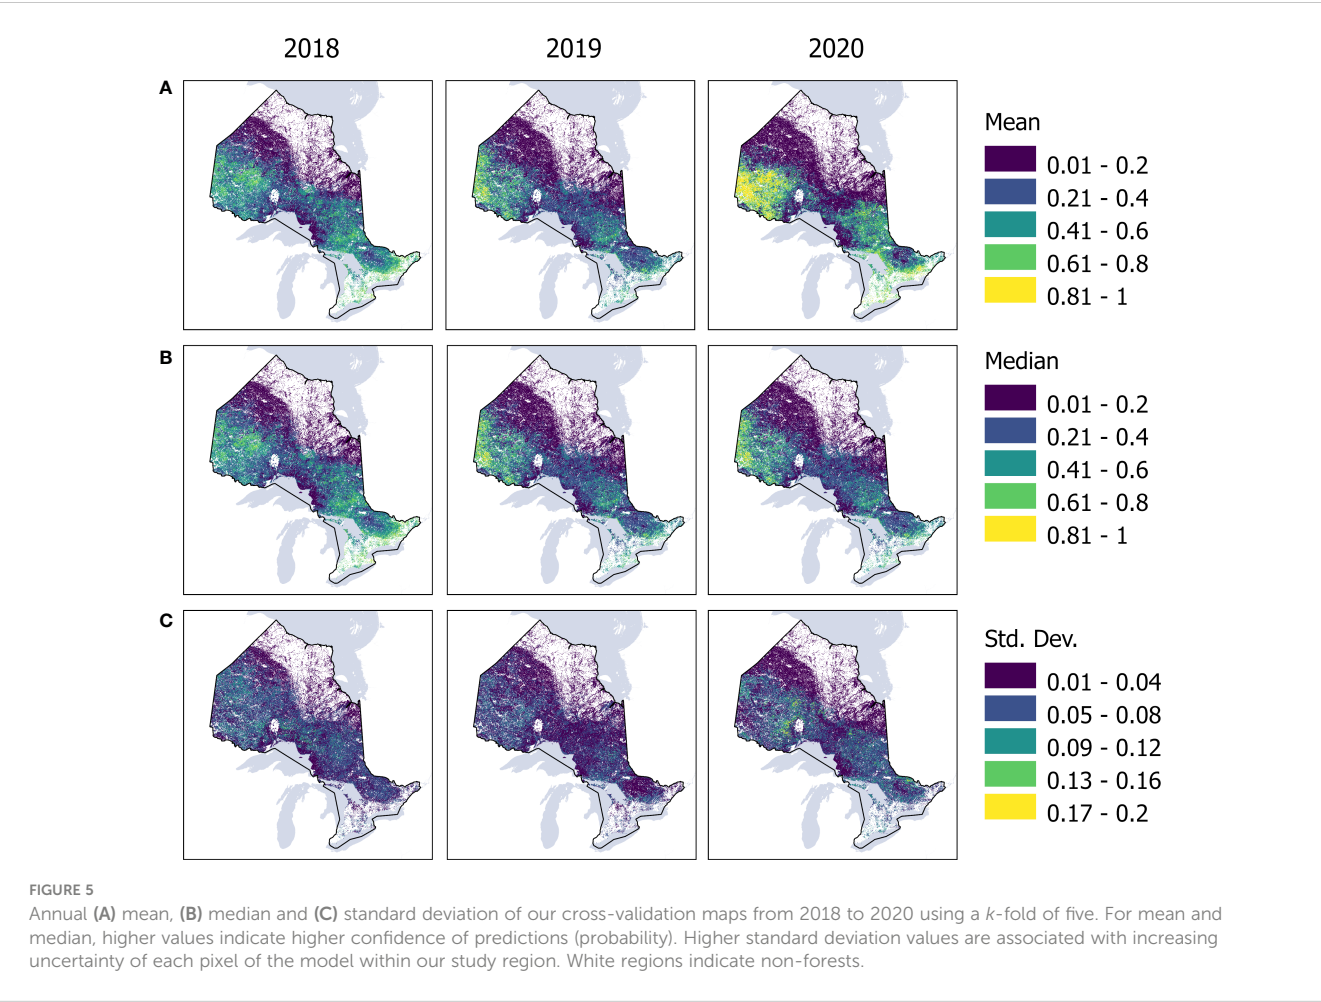 2018 2019 2020
A
Mean
0.01 - 0.2
0.21 - 0.4
0.41 - 0.6
0.61 - 0.8
0.81 - 1
B
Median
0.01 - 0.2
0.21 - 0.4
0.41 - 0.6
0.61 - 0.8
0.81 - 1
C
Std. Dev.
0.01 - 0.04
0.05 - 0.08
0.09 - 0.12
0.13 - 0.16
0.17 - 0.2
FIGURE 5
Annual (A) mean, (B) median and (C) standard deviation of our cross-validation maps from 2018 to 2020 using a k-fold of five. For mean and
median, higher values indicate higher confidence of predictions (probability). Higher standard deviation values are associated with increasing
uncertainty of each pixel of the model within our study region. White regions indicate non-forests.